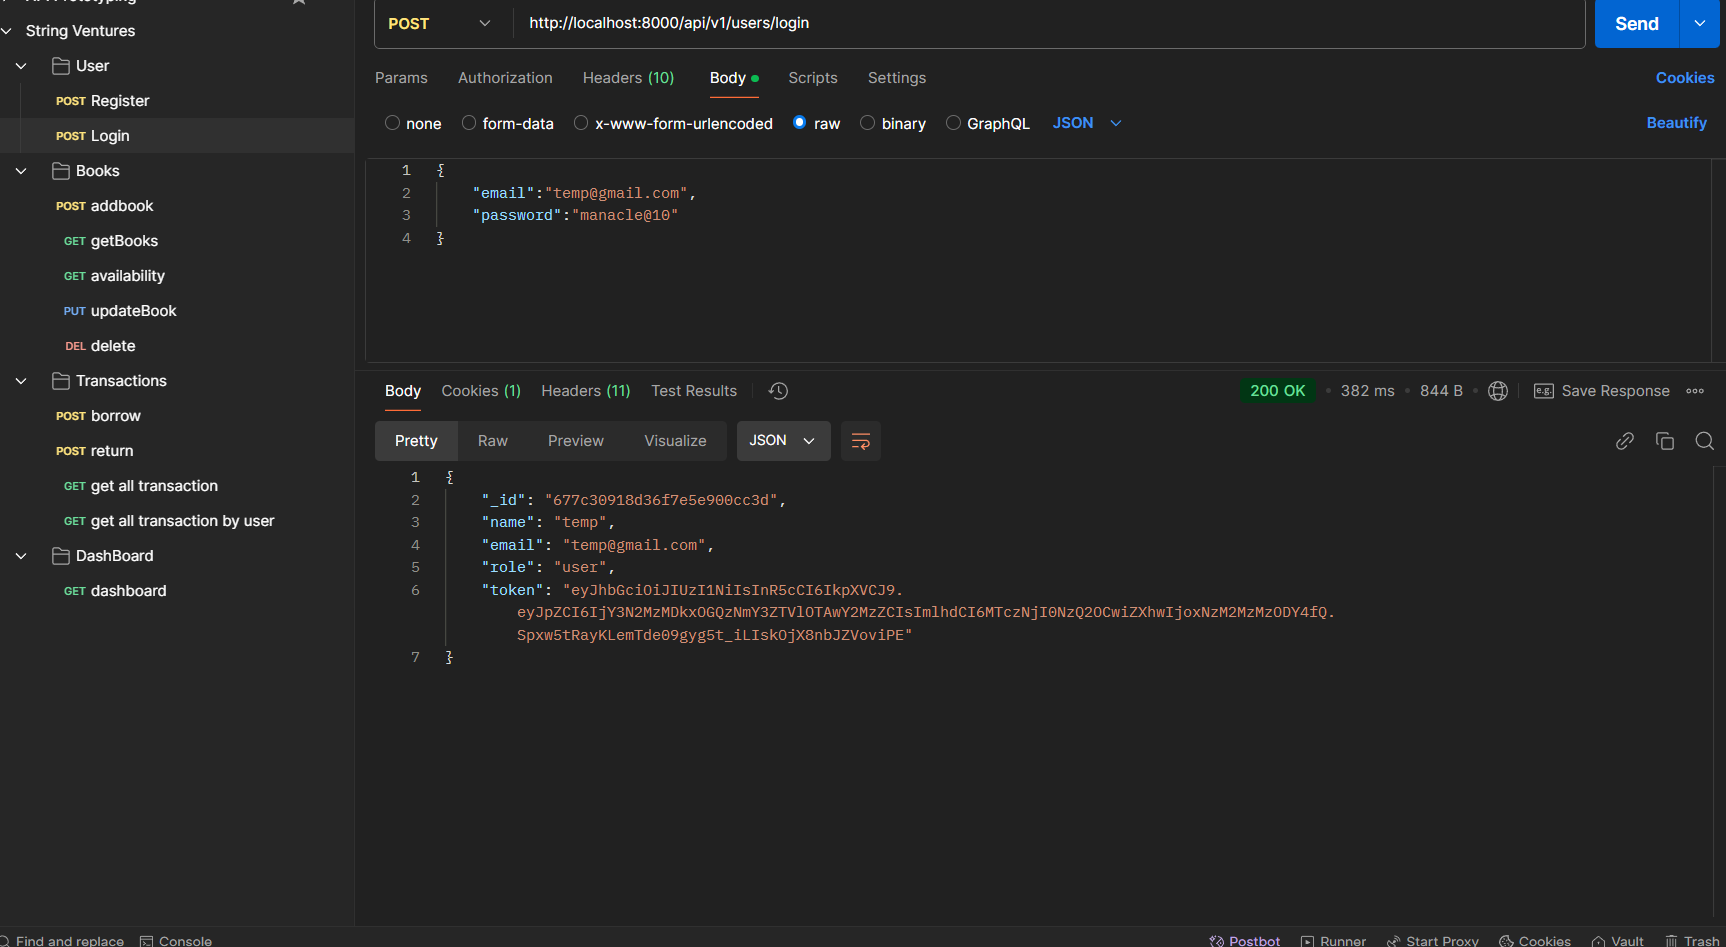 String Ventures
User
POST Register
POST Login
Books
POST addbook
GET getBooks
GET availability
PUT updateBook
DEL delete
Transactions
POST borrow
POST return
GET all transaction
GET get all transaction by user
DashBoard
GET dashboard
POST http://localhost:8000/api/v1/users/login Send
Params Authorization Headers (10) Body Scripts Settings Cookies
none form-data x-www-form-urlencoded raw binary GraphQL JSON Beautify
1 {
2 "email":"temp@gmail.com",
3 "password":"manacle@10"
4 }
Body Cookies (1) Headers (11) Test Results 200 OK • 382 ms • 844 B e.g. Save Response
Pretty Raw Preview Visualize JSON
1 {
2 "_id": "677c30918d36f7e5e900cc3d",
3 "name": "temp",
4 "email": "temp@gmail.com",
5 "role": "user",
6 "token": "eyJhbGciOiJIUzI1NiIsInR5cCI6IkpXVCJ9.
eyJpZCI6IjY3N2MzMDkxOGQzNmY3ZTVlOTAwY2MzZCIsImlhdCI6MTczNjI0NzQ2OCwiZXhwIjoxNzM2MzMzODY4fQ.
Spxw5tRayKLemTde09gyg5t_iLIskOjX8nbJZVoviPE"
7 }
Find and replace Console Postbot Runner Start Proxy Cookies Vault Trash